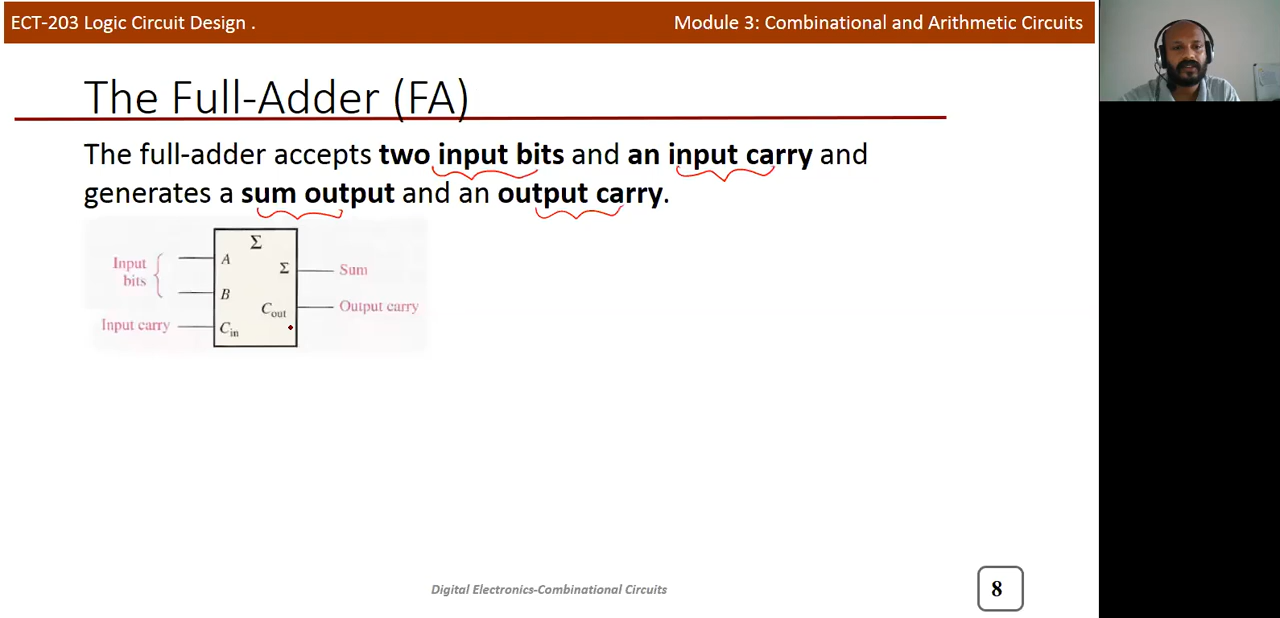 ECT-203 Logic Circuit Design .
Module 3: Combinational and Arithmetic Circuits
The Full-Adder (FA)
The full-adder accepts two input bits and an input carry and
generates a sum output and an output carry.
Σ
Input
bits
A
Σ
Sum
B
Cout
Output carry
Input carry
Cin
Digital Electronics-Combinational Circuits
8